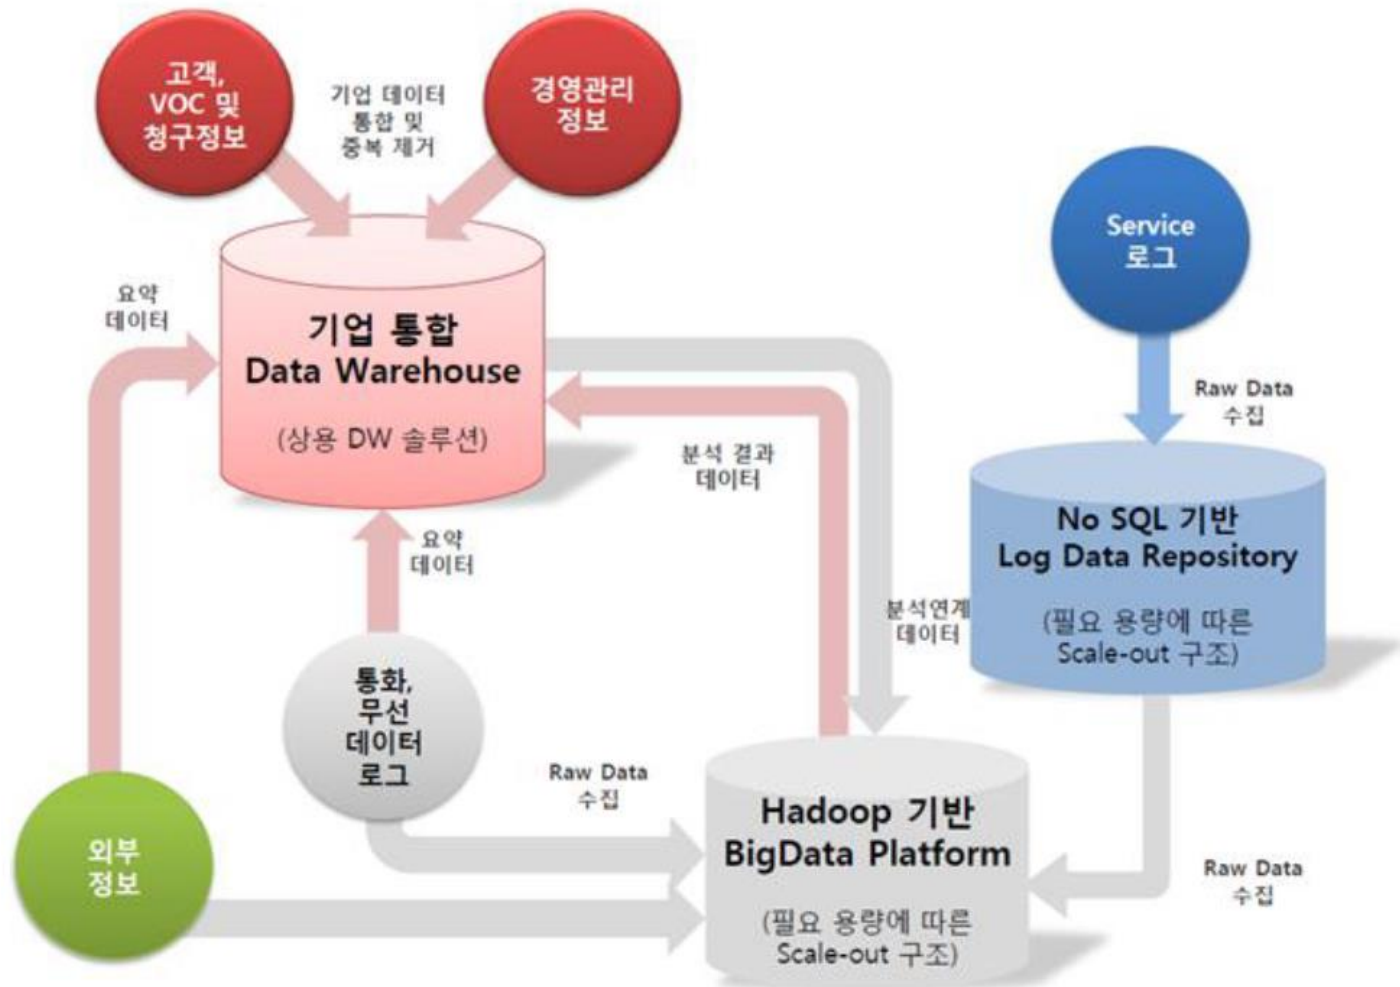 고객,
VOC 및
청구정보
기업 데이터
통합 및
중복 제거
경영관리
정보
Service
로그
요약
데이터
기업 통합
Data Warehouse
(상용 DW 솔루션)
Raw Data
수집
분석 결과
데이터
No SQL 기반
Log Data Repository
(필요 용량에 따른
Scale-out 구조)
요약
데이터
분석연계
데이터
통화,
무선
데이터
로그
Raw Data
수집
Hadoop 기반
BigData Platform
(필요 용량에 따른
Scale-out 구조)
외부
정보
Raw Data
수집